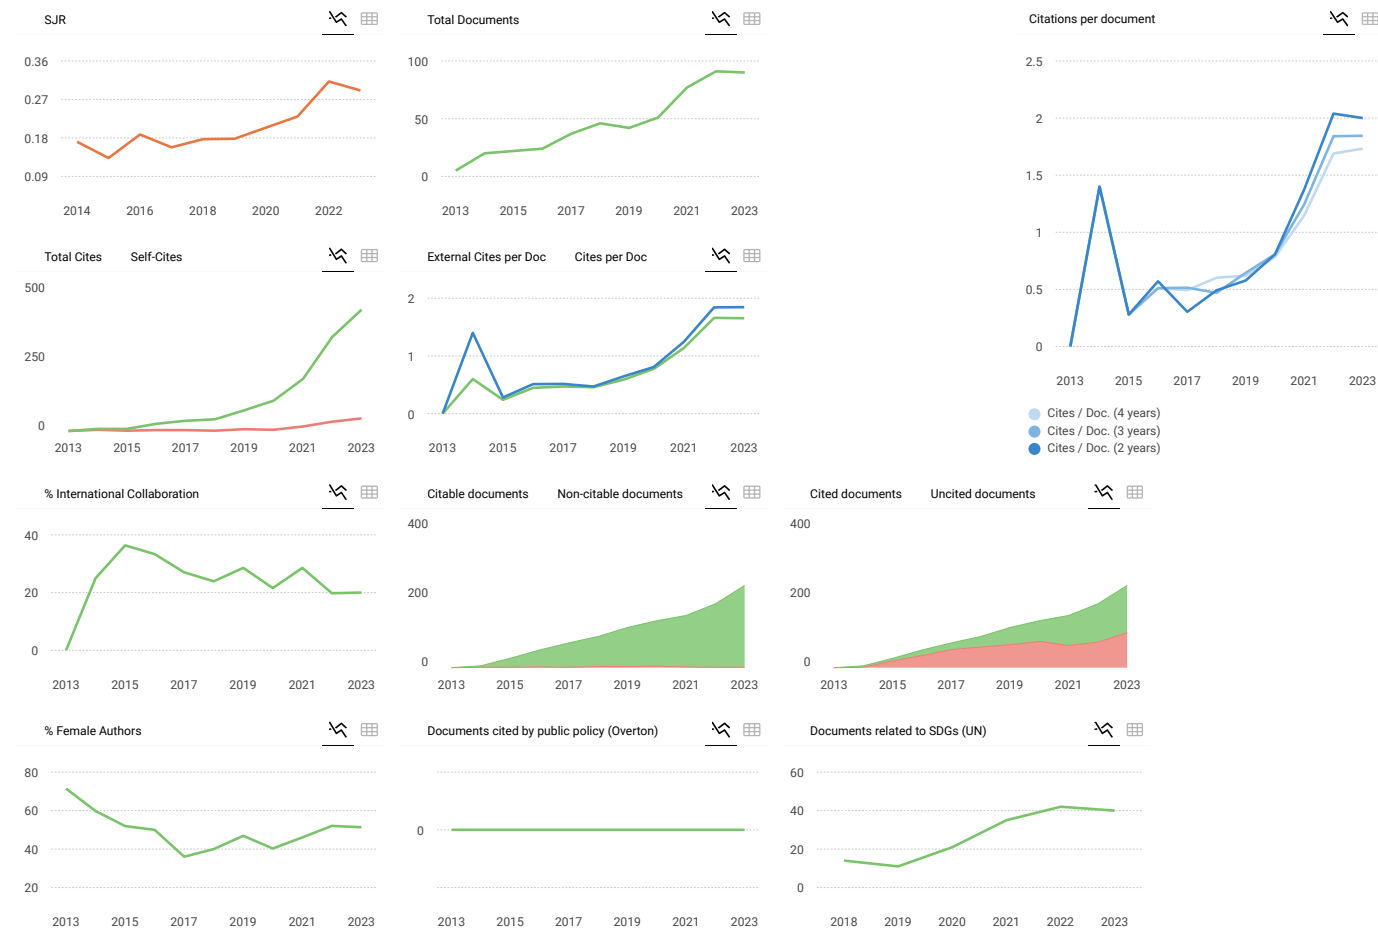 SJR
0.36
0.27
0.18
0.09
2014 2016 2018 2020 2022
Total Documents
100
50
0
2013 2015 2017 2019 2021 2023
Citations per document
2.5
2
1.5
1
0.5
0
2013 2015 2017 2019 2021 2023
Cites / Doc. (4 years)
Cites / Doc. (3 years)
Cites / Doc. (2 years)
Total Cites Self-Cites
500
250
0
2013 2015 2017 2019 2021 2023
External Cites per Doc Cites per Doc
2
1
0
2013 2015 2017 2019 2021 2023
% International Collaboration
40
20
0
2013 2015 2017 2019 2021 2023
Citable documents Non-citable documents
400
200
0
2013 2015 2017 2019 2021 2023
Cited documents Uncited documents
400
200
0
2013 2015 2017 2019 2021 2023
% Female Authors
80
60
40
20
2013 2015 2017 2019 2021 2023
Documents cited by public policy (Overton)
0
2013 2015 2017 2019 2021 2023
Documents related to SDGs (UN)
60
40
20
0
2018 2019 2020 2021 2022 2023